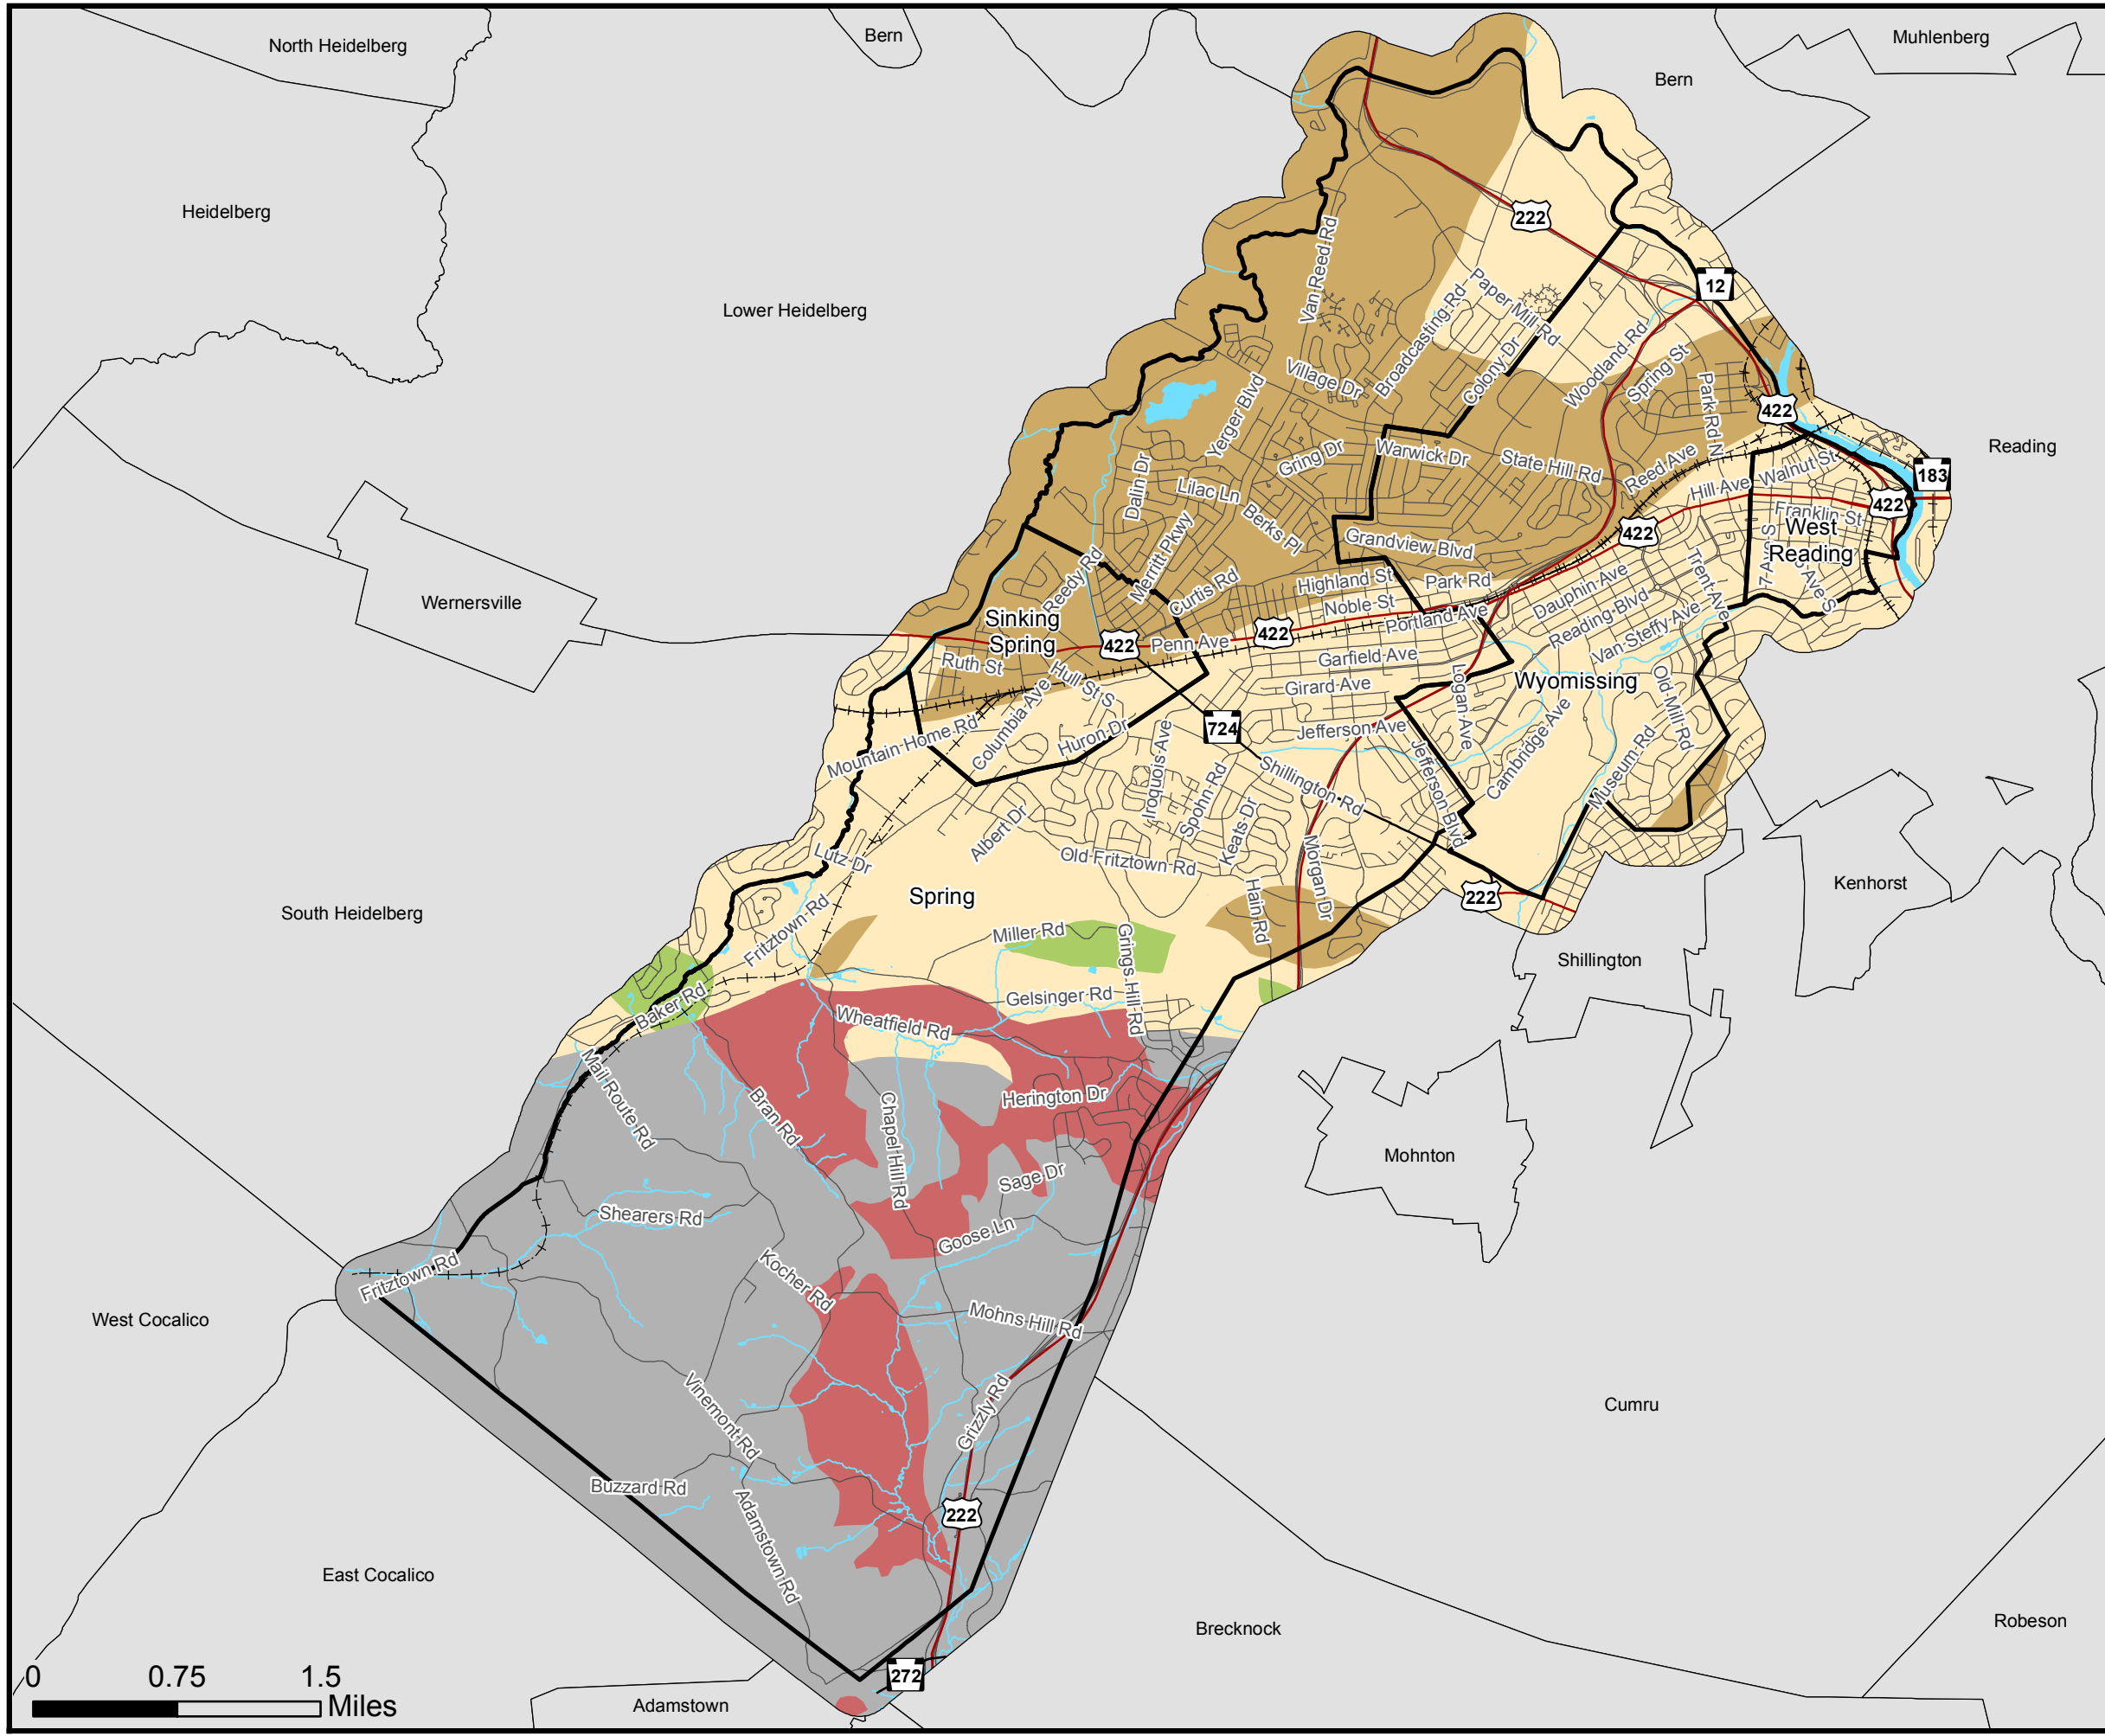 North Heidelberg
Bern
Muhlenberg
Bern
Heidelberg
222
Van Reed Rd
12
Lower Heidelberg
Paper Mill Rd
Broadcasting Rd
Woodland Rd
Colony Dr
Spring St
Village Dr
Park Rd N
Yerger Blvd
422
Reading
Warwick Dr
Gring Dr
State Hill Rd
Reed Ave
Walnut St
183
Dalin Dr
Lilac Ln
Hill Ave
422
Franklin St
Berks Pl
422
West
Reading
Merritt Pkwy
Grandview Blvd
7 Ave S
Ave S
Reedy Rd
Curtis Rd
Highland St
Park Rd
Trent Ave
Dauphin Ave
Wernersville
Noble St
Reading Blvd
Sinking
Spring
Portland Ave
422
422
Penn Ave
Van Steffy Ave
Ruth St
Garfield Ave
Hull St S
Girard Ave
Logan Ave
Wyomissing
Old Mill Rd
Columbia Ave
724
Jefferson Ave
Mountain Home Rd
Huron Dr
Iroquois Ave
Cambridge Ave
Museum Rd
Shillington Rd
Jefferson Blvd
Spohn Rd
Keats Dr
Albert Dr
Lutz Dr
Old Fritztown Rd
Morgan Dr
Spring
222
Kenhorst
South Heidelberg
Hain Rd
Fritztown Rd
Miller Rd
Grings Hill Rd
Shillington
Baker Rd
Gelsinger Rd
Wheatfield Rd
Mail Route Rd
Bran Rd
Chapel Hill Rd
Herington Dr
Mohnton
Sage Dr
Shearers Rd
Goose Ln
Fritztown Rd
Kocher Rd
West Cocalico
Mohns Hill Rd
Vinemont Rd
Grizzly Rd
Cumru
Buzzard Rd
222
Adamstown Rd
East Cocalico
Brecknock
Robeson
272
0
0.75
1.5
Miles
Adamstown